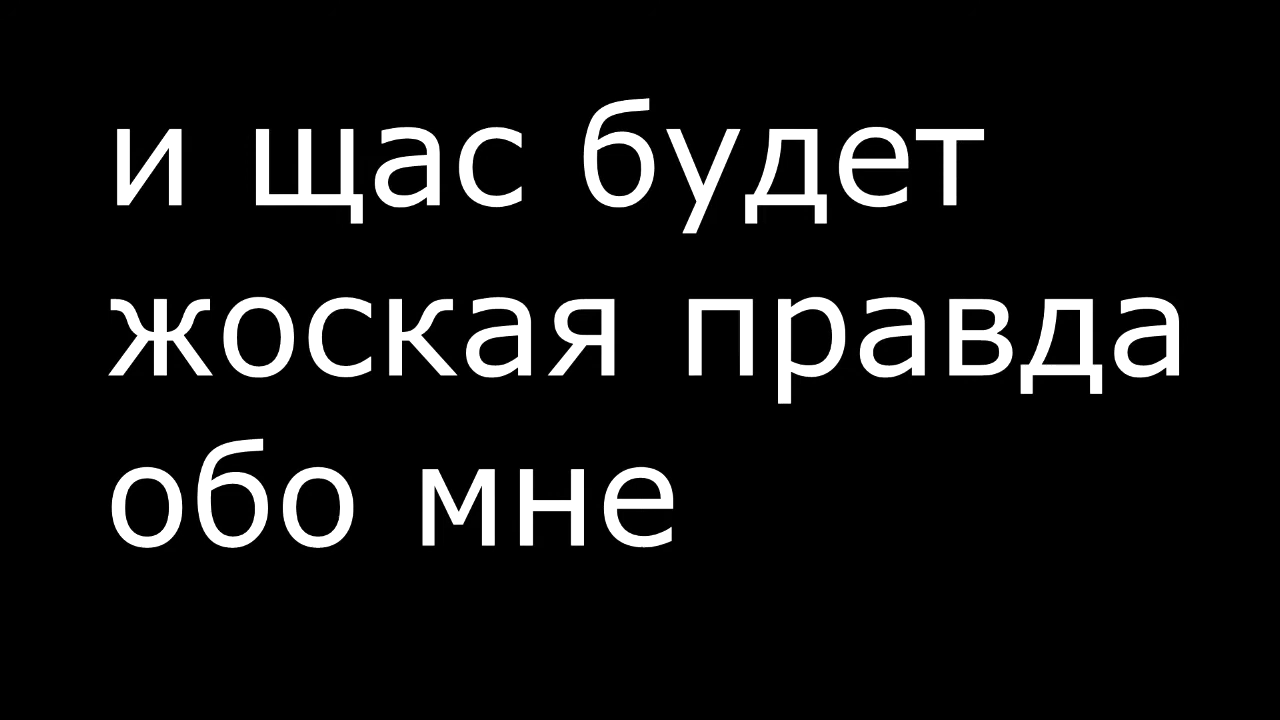 и щас будет
жоская правда
обо мне